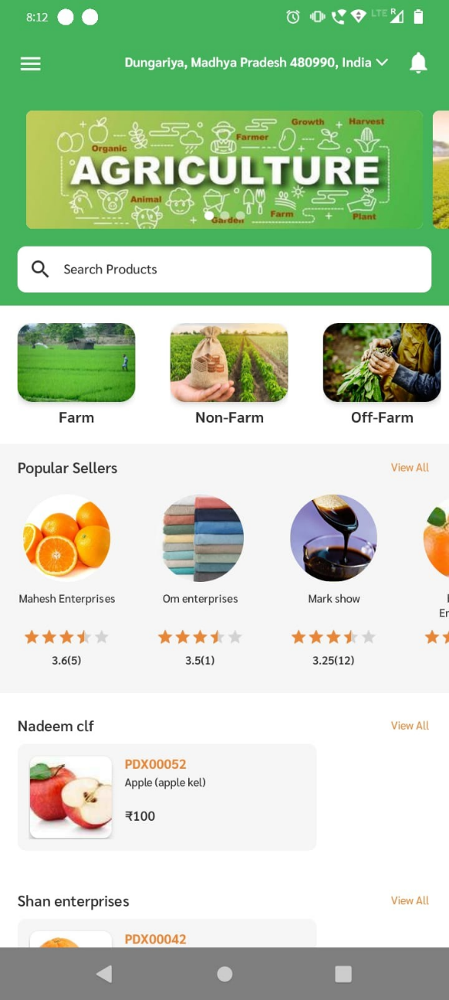 8:12
LTE R
Dungariya, Madhya Pradesh 480990, India
Growth
Harvest
Farmer
Organic
AGRICULTURE
Animal
Garden
Farm
Plant
Search Products
Farm
Non-Farm
Off-Farm
Popular Sellers
View All
Mahesh Enterprises
Om enterprises
Mark show
3.6(5)
3.5(1)
3.25(12)
Nadeem clf
View All
PDX00052
Apple (apple kel)
₹100
Shan enterprises
View All
PDX00042